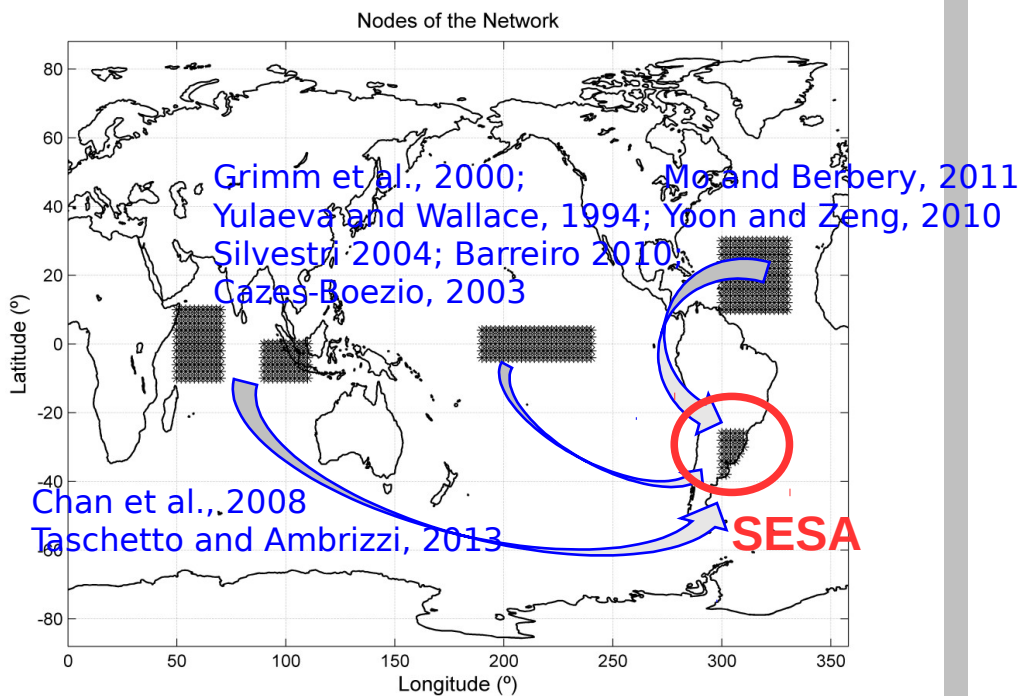 Nodes of the Network
Grimm et al., 2000;
Yulaeva and Wallace, 1994;
Silvestri 2004; Barreiro 2010;
Cazes-Boezio, 2003
Mo and Berbery, 2011
Yoon and Zeng, 2010
Chan et al., 2008
Taschetto and Ambrizzi, 2013
SESA
Latitude (º)
80
60
40
20
0
-20
-40
-60
-80
0 50 100 150 200 250 300 350
Longitude (º)